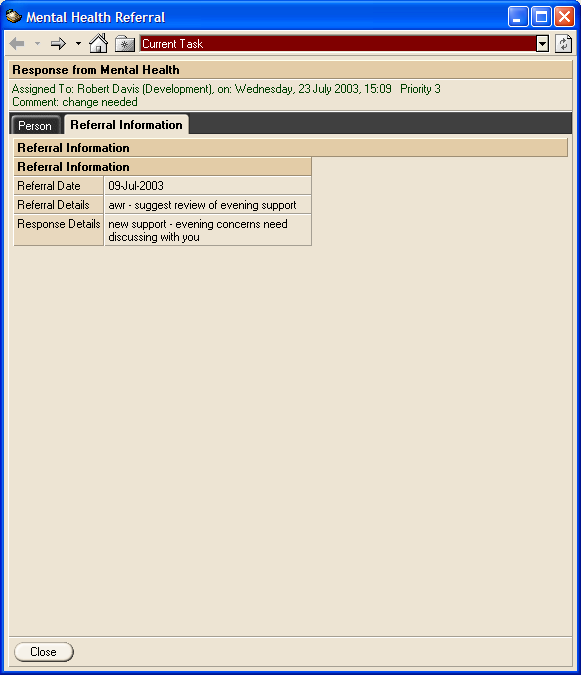 Mental Health Referral
Current Task
Response from Mental Health
Assigned To: Robert Davis (Development), on: Wednesday, 23 July 2003, 15:09   Priority 3
Comment: change needed
Person
Referral Information
Referral Information
Referral Information
Referral Date 09-Jul-2003
Referral Details awr - suggest review of evening support
Response Details new support - evening concerns need
discussing with you
Close